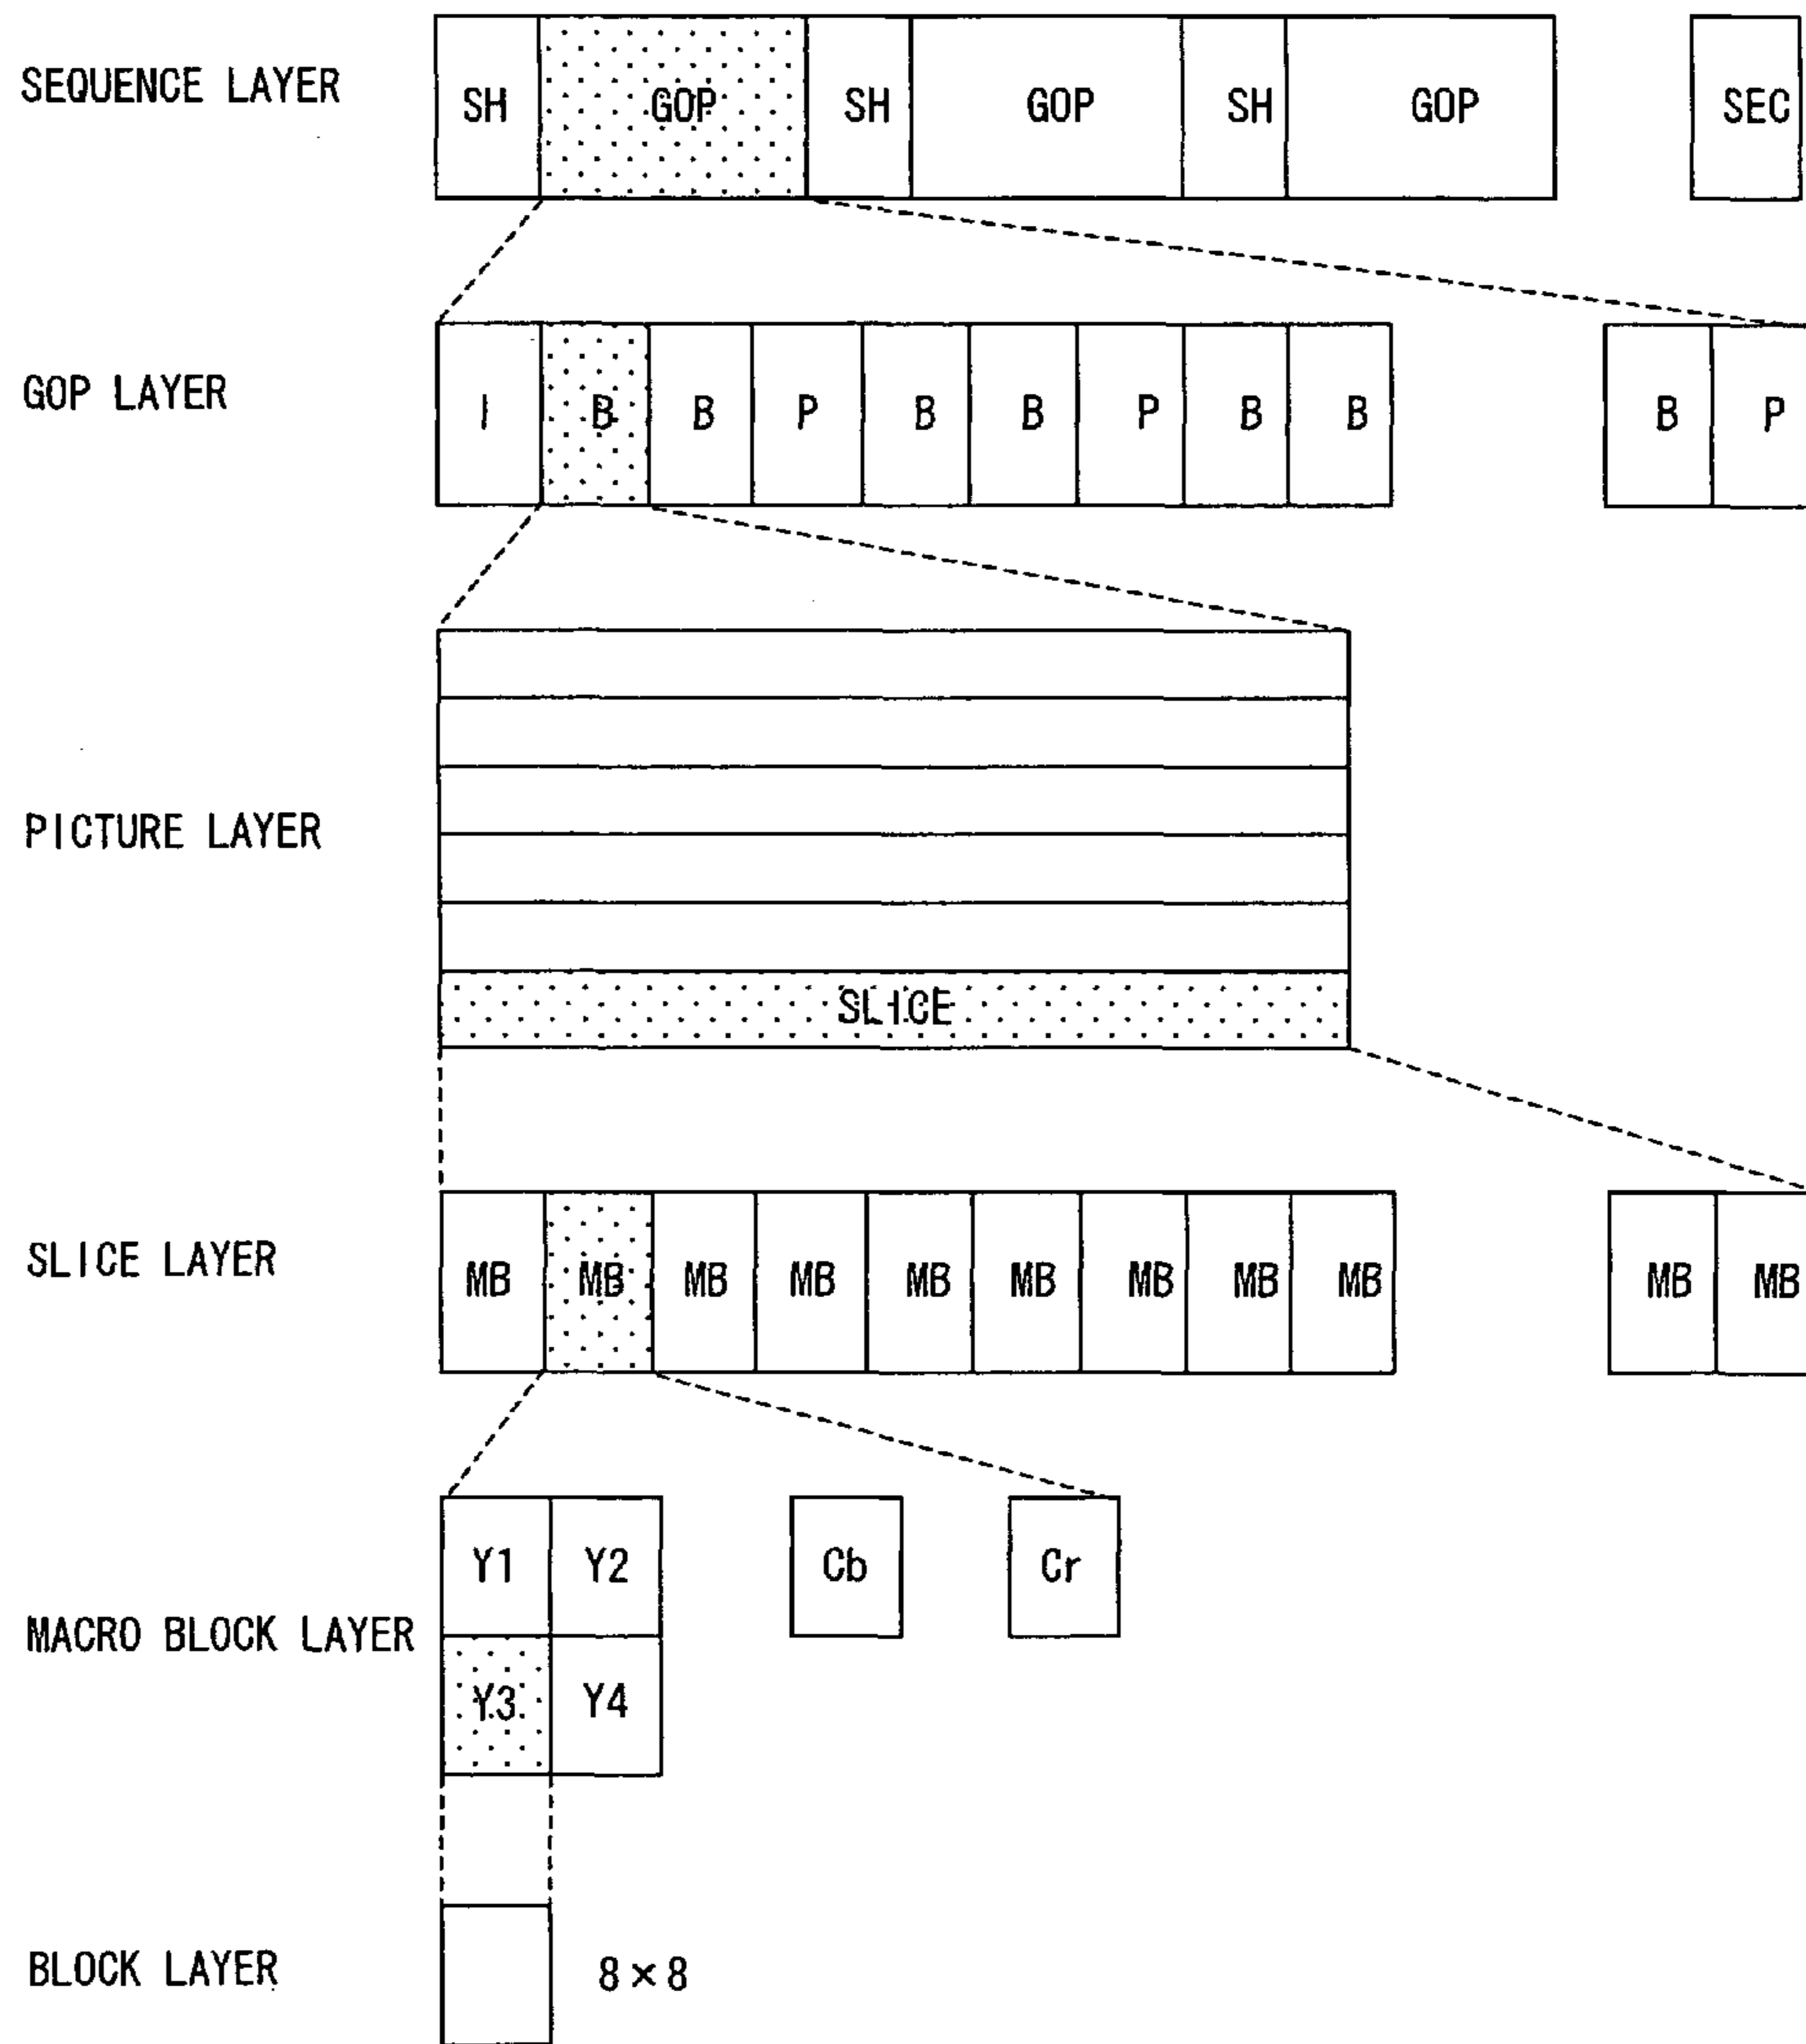 SEQUENCE LAYER SH GOP SH GOP SH GOP SEC
GOP LAYER I B B P B B P B B B P
PICTURE LAYER
SLICE
SLICE LAYER MB MB MB MB MB MB MB MB MB MB MB
Y1 Y2 Cb Cr
MACRO BLOCK LAYER
Y3 Y4
BLOCK LAYER 8×8